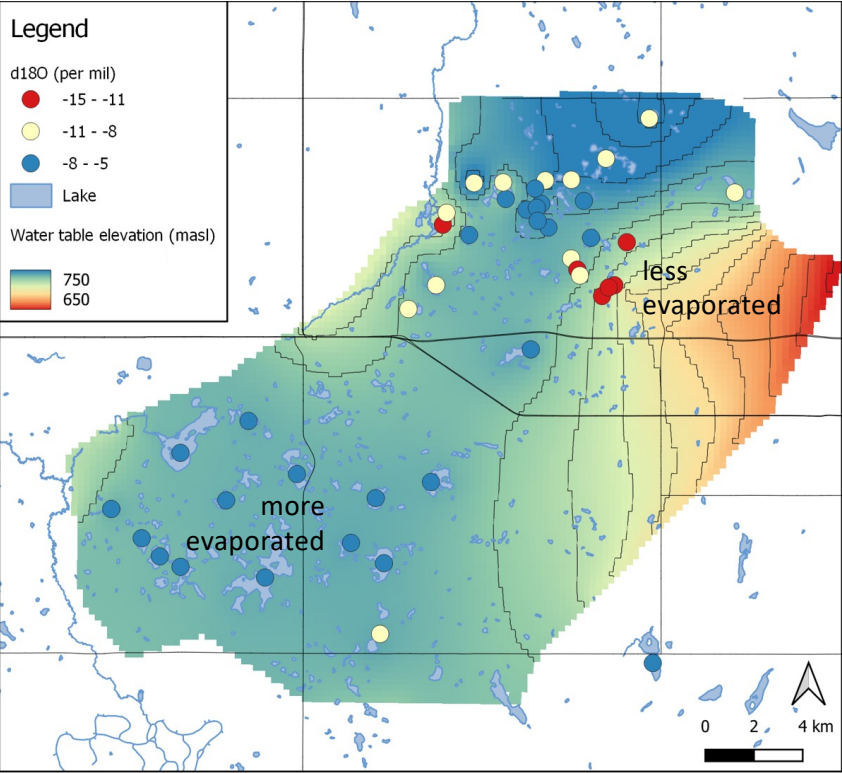 Legend
d18O (per mil)
-15 - -11
-11 - -8
-8 - -5
Lake
Water table elevation (masl)
750
650
less
evaporated
more
evaporated
0 2 4 km